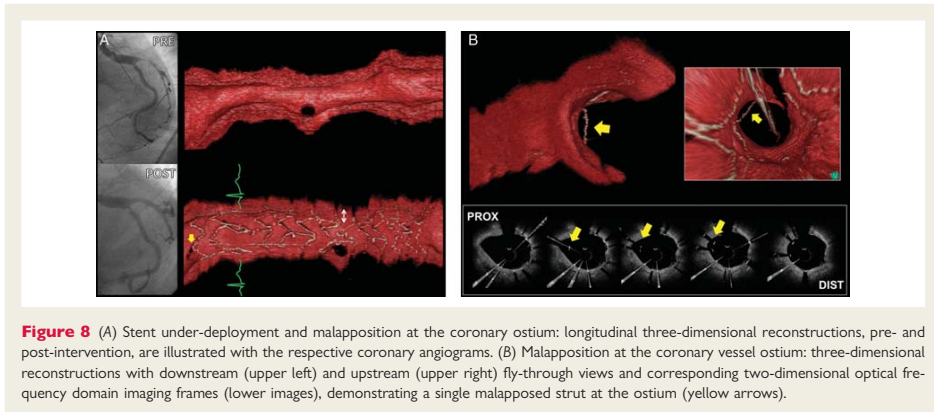 A
PRE
POST
B
PROX
DIST
Figure 8 (A) Stent under-deployment and malapposition at the coronary ostium: longitudinal three-dimensional reconstructions, pre- and
post-intervention, are illustrated with the respective coronary angiograms. (B) Malapposition at the coronary vessel ostium: three-dimensional
reconstructions with downstream (upper left) and upstream (upper right) fly-through views and corresponding two-dimensional optical fre-
quency domain imaging frames (lower images), demonstrating a single malapposed strut at the ostium (yellow arrows).